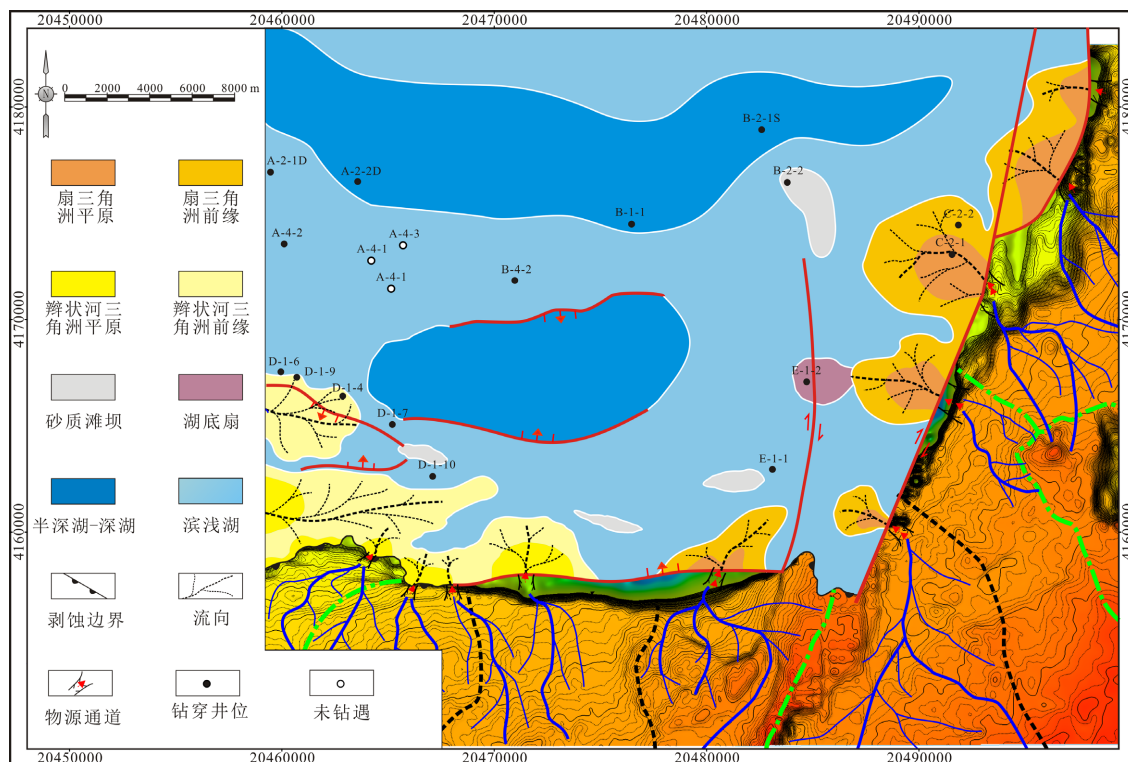 20450000 20460000 20470000 20480000 20490000
4180000
4170000
4160000
4180000
4170000
4160000
N
0 2000 4000 6000 8000 m
扇三角
洲平原
扇三角
洲前缘
辫状河三
角洲平原
辫状河三
角洲前缘
砂质滩坝
湖底扇
半深湖-深湖
滨浅湖
剥蚀边界
流向
物源通道
钻穿井位
未钻遇
B-2-1S
A-2-1D
A-2-2D
B-2-2
B-1-1
C-2-2
A-4-2
A-4-3
C-2-1
A-4-1
B-4-2
A-4-1
D-1-6
D-1-9
D-1-4
E-1-2
D-1-7
D-1-10
E-1-1
20450000 20460000 20470000 20480000 20490000